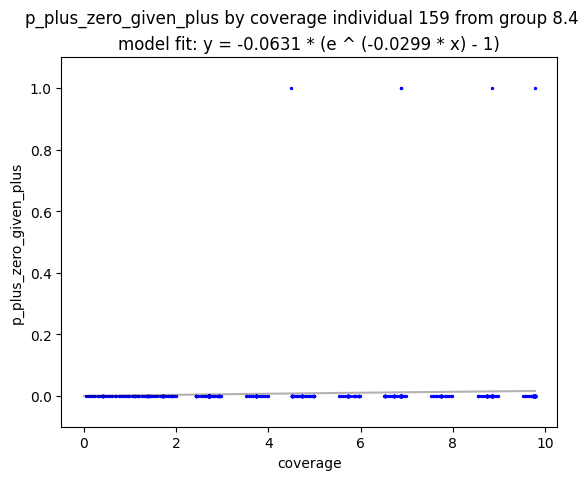 p_plus_zero_given_plus by coverage individual 159 from group 8.4
model fit: y = -0.0631 * (e ^ (-0.0299 * x) - 1)
1.0
0.8
0.6
0.4
0.2
0.0
p_plus_zero_given_plus
0 2 4 6 8 10
coverage